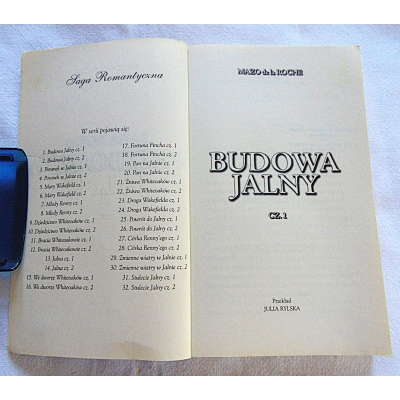 Saga Romantyczna
W serii pojawią się:
1. Budowa Jalny cz. 1
2. Budowa Jalny cz. 2
3. Poranek w Jalnie cz. 1
4. Poranek w Jalnie cz. 2
5. Mary Wakefield cz. 1
6. Mary Wakefield cz. 2
7. Młody Renny cz. 1
8. Młody Renny cz. 2
9. Dziedzictwo Whiteoaków cz. 1
10. Dziedzictwo Whiteoaków cz. 2
11. Bracia Whiteoakowie cz. 1
12. Bracia Whiteoakowie cz. 2
13. Jalna cz. 1
14. Jalna cz. 2
15. We dworze Whiteoaków cz. 1
16. We dworze Whiteoaków cz. 2
17. Fortuna Fincha cz. 1
18. Fortuna Fincha cz. 2
19. Pan na Jalnie cz. 1
20. Pan na Jalnie cz. 2
21. Żniwa Whiteoaków cz. 1
22. Żniwa Whiteoaków cz. 2
23. Droga Wakefielda cz. 1
24. Droga Wakefielda cz. 2
25. Powrót do Jalny cz. 1
26. Powrót do Jalny cz. 2
27. Córka Renny'ego cz. 1
28. Córka Renny'ego cz. 2
29. Zmienne wiatry w Jalnie cz. 1
30. Zmienne wiatry w Jalnie cz. 2
31. Stulecie Jalny cz. 1
32. Stulecie Jalny cz. 2
MAZO de la ROCHE
BUDOWA
JALNY
CZ. 1
Przekład
JULIA RYLSKA